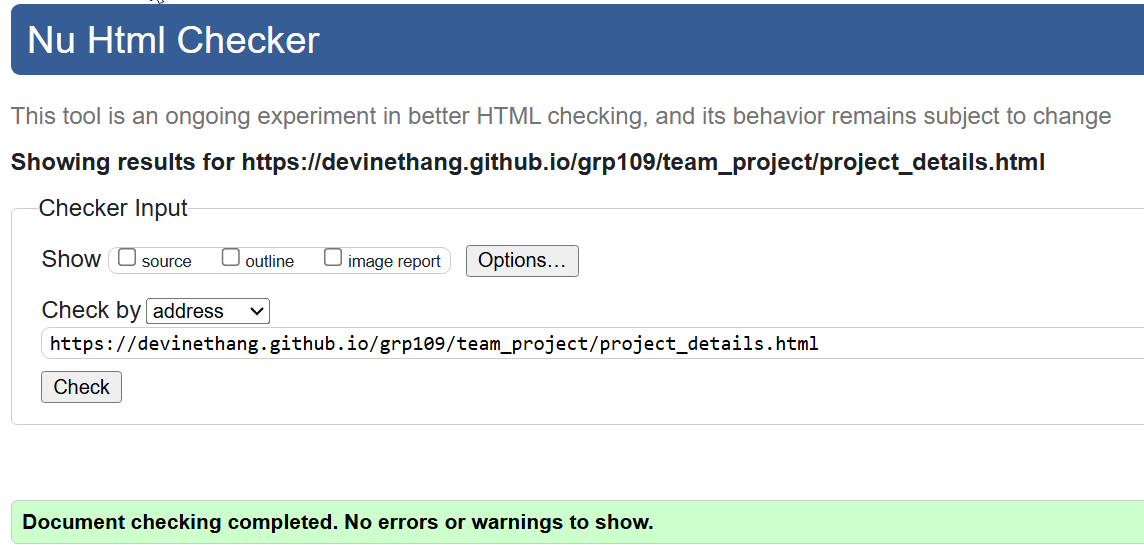 Nu Html Checker
This tool is an ongoing experiment in better HTML checking, and its behavior remains subject to change
Showing results for https://devinethang.github.io/grp109/team_project/project_details.html
Checker Input
Show source outline image report Options...
Check by address
https://devinethang.github.io/grp109/team_project/project_details.html
Check
Document checking completed. No errors or warnings to show.